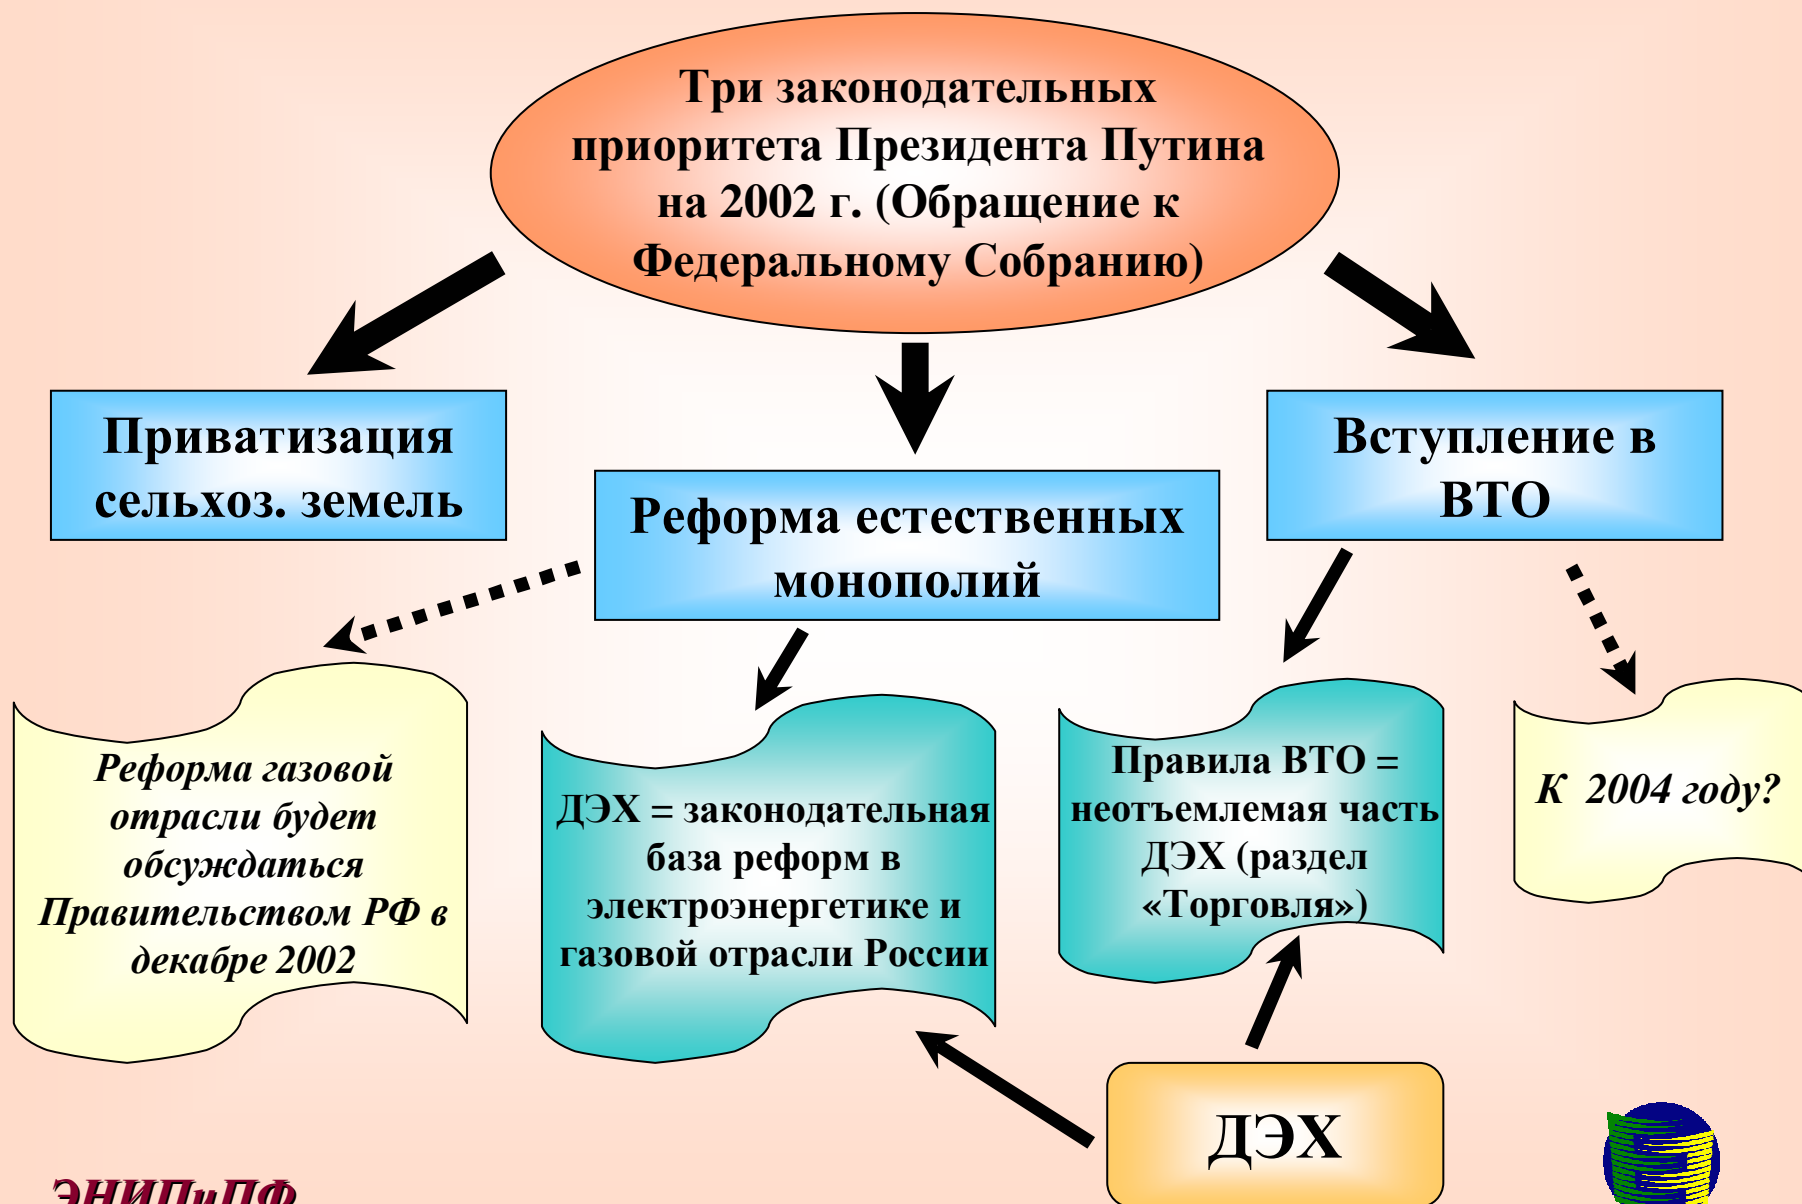 Три законодательных
приоритета Президента Путина
на 2002 г. (Обращение к
Федеральному Собранию)
Приватизация
сельхоз. земель
Реформа естественных
монополий
Вступление в
ВТО
Реформа газовой
отрасли будет
обсуждаться
Правительством РФ в
декабре 2002
ДЭХ = законодательная
база реформ в
электроэнергетике и
газовой отрасли России
Правила ВТО =
неотъемлемая часть
ДЭХ (раздел
«Торговля»)
К 2004 году?
ДЭХ
ЭНИПиПФ